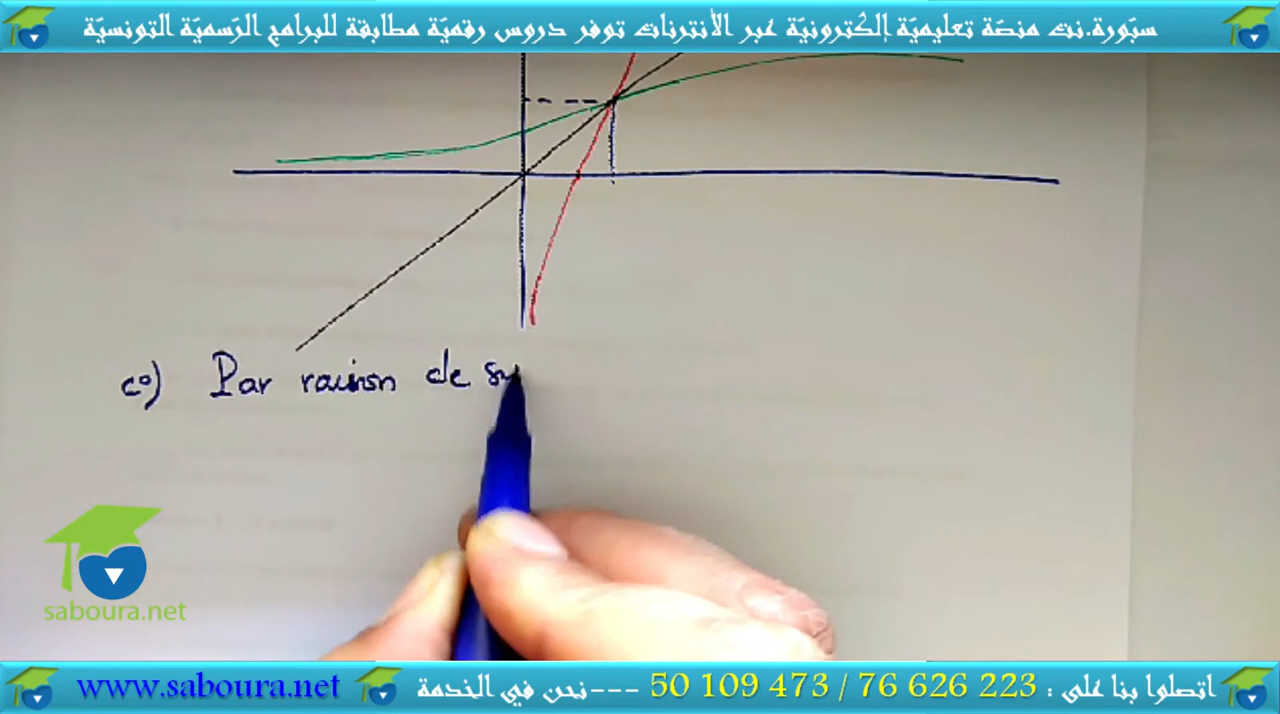 سبّورة.نت منصّة تعليميّة إلكترونيّة عبر الأنترنات توفر دروس رقميّة مطابقة للبرامج الرّسميّة التونسيّة
c°) Par raison de sy
saboura.net
www.saboura.net اتصلوا بنا على : 223 626 76 / 473 109 50 ---نحن في الخدمة